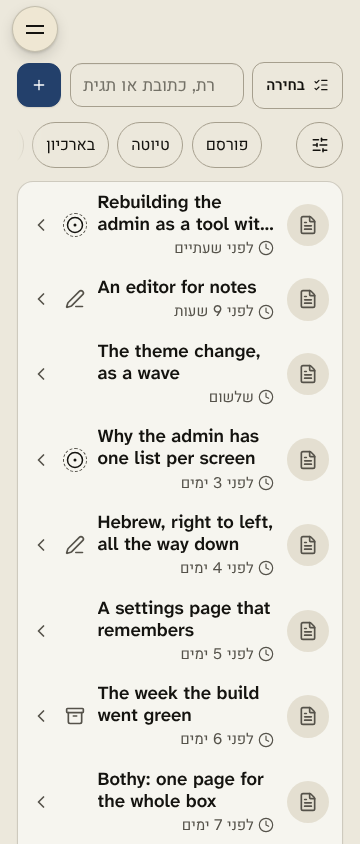 בחירה
רת, כתובת או תגית
פורסם
טיוטה
בארכיון
Rebuilding the
admin as a tool wit...
לפני שעתיים
An editor for notes
לפני 9 שעות
The theme change,
as a wave
שלשום
Why the admin has
one list per screen
לפני 3 ימים
Hebrew, right to left,
all the way down
לפני 4 ימים
A settings page that
remembers
לפני 5 ימים
The week the build
went green
לפני 6 ימים
Bothy: one page for
the whole box
לפני 7 ימים